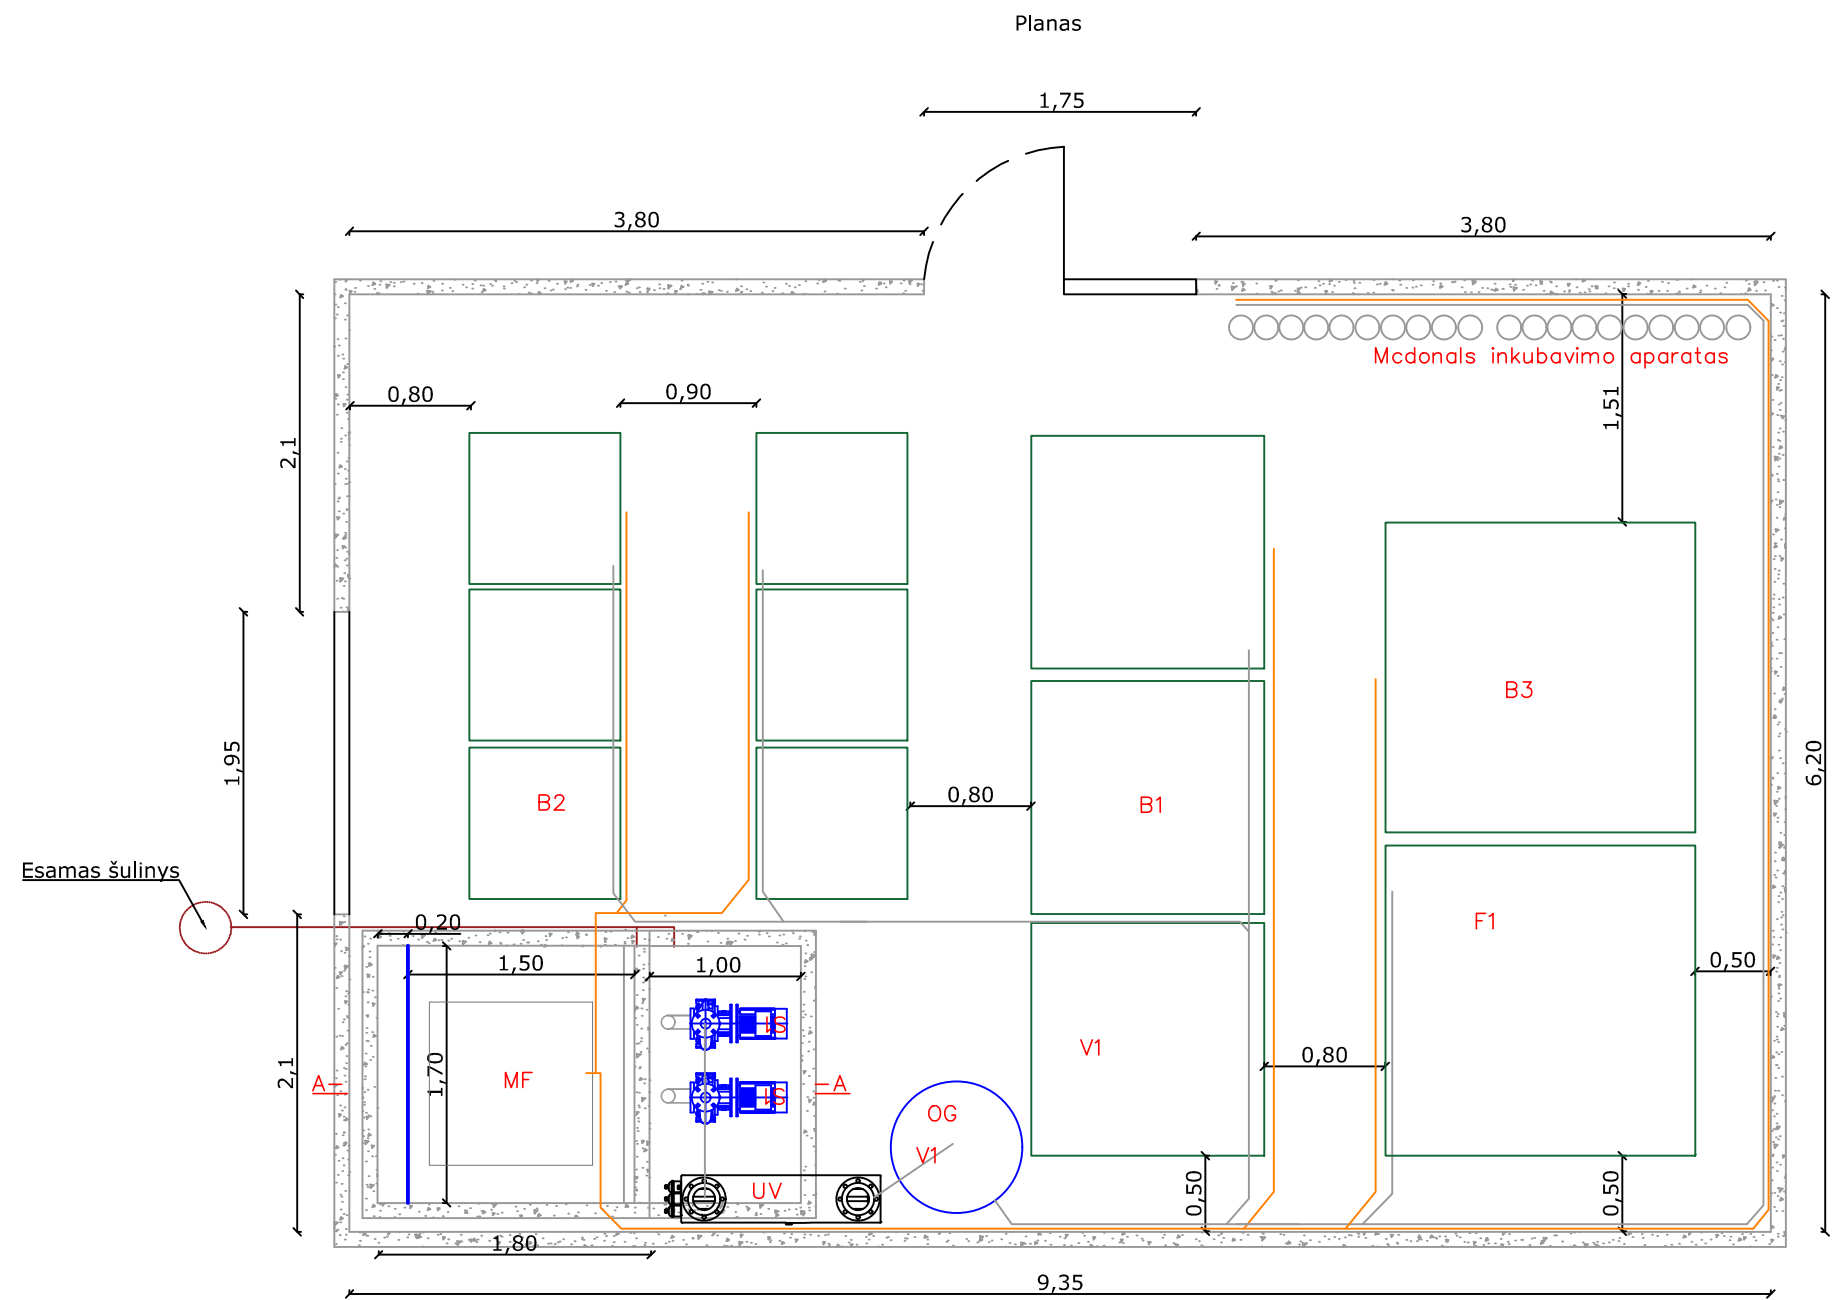 Planas
1,75
3,80
3,80
Mcdonals inkubavimo aparatas
0,80
0,90
1,51
2,1
B3
1,95
6,20
B2
0,80
B1
Esamas šulinys
0,20
F1
1,50
1,00
0,50
S1
V1
0,80
1,70
2,1
MF
A
A
S1
OG
V1
UV
0,50
0,50
1,80
9,35